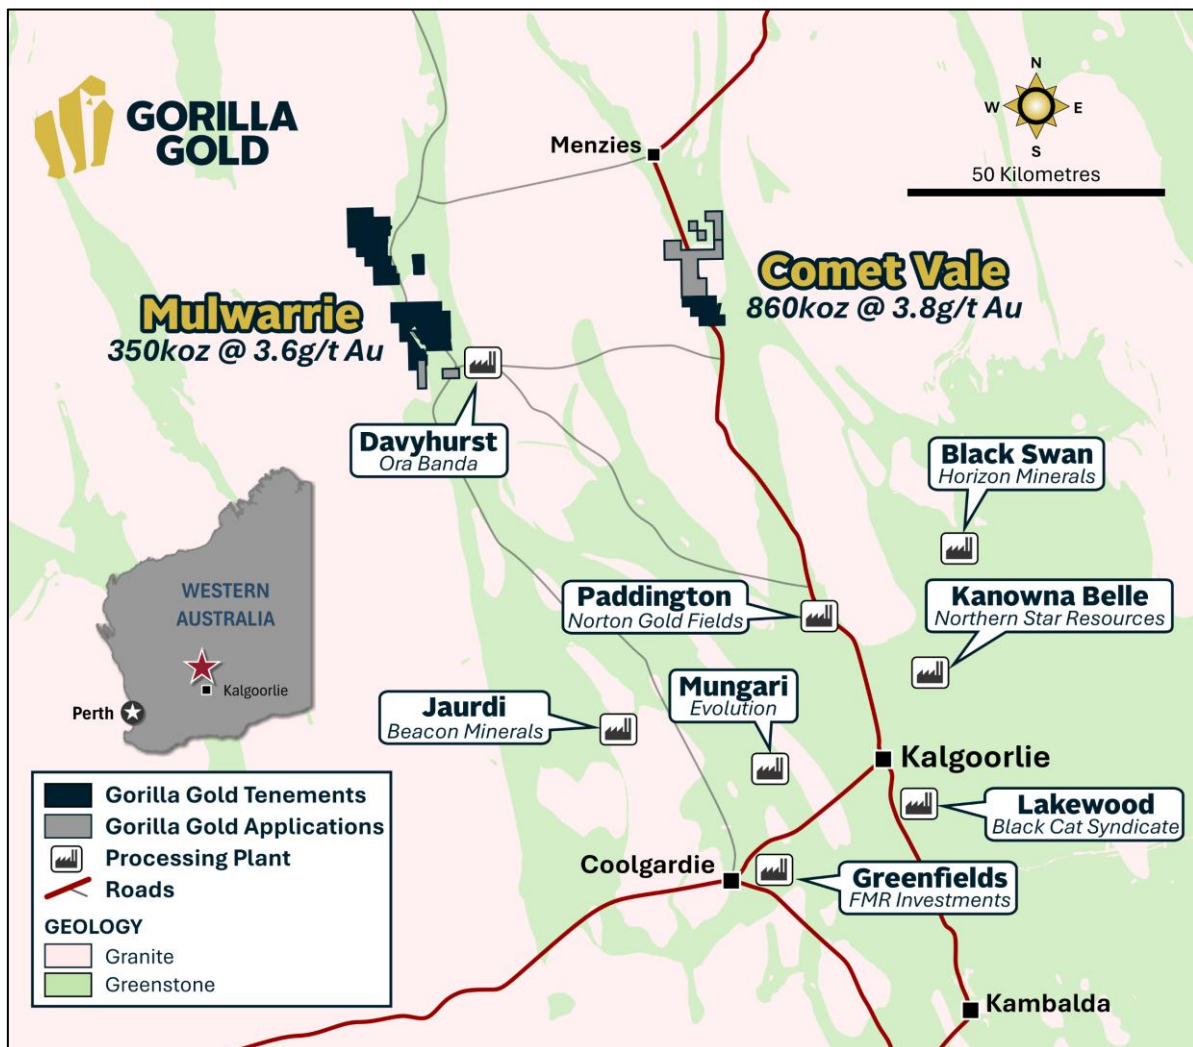 GORILLA
GOLD
N
W
E
S
50 Kilometres
Menzies
Mulwarrie
350koz @ 3.6g/t Au
Comet Vale
860koz @ 3.8g/t Au
Davyhurst
Ora Banda
Black Swan
Horizon Minerals
Paddington
Norton Gold Fields
Kanowna Belle
Northern Star Resources
Mungari
Evolution
Jaurdi
Beacon Minerals
Kalgoorlie
Lakewood
Black Cat Syndicate
Coolgardie
Greenfields
FMR Investments
Kambalda
WESTERN
AUSTRALIA
Kalgoorlie
Perth
Gorilla Gold Tenements
Gorilla Gold Applications
Processing Plant
Roads
GEOLOGY
Granite
Greenstone